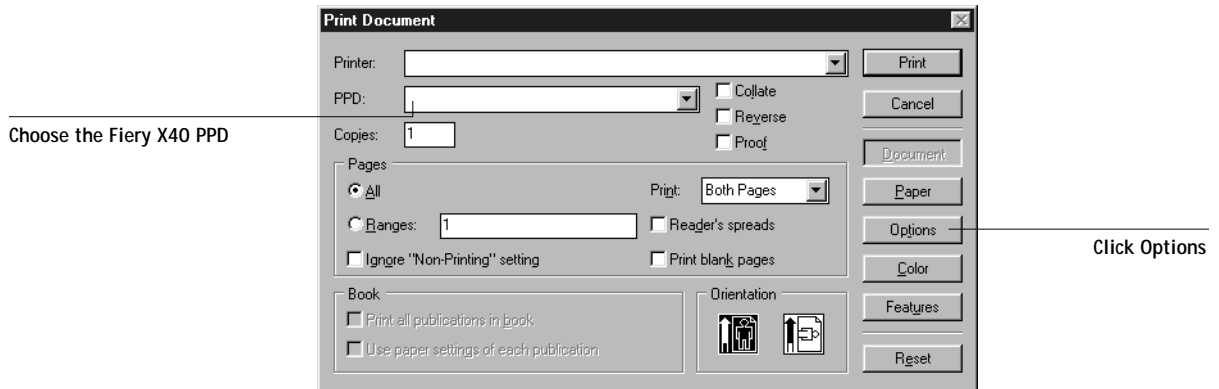 Print Document
Printer:
Print
PPD:
Collate
Cancel
Reverse
Choose the Fiery X40 PPD
Copies: 1
Proof
Document
Pages
All
Print: Both Pages
Paper
Ranges: 1
Reader's spreads
Options
Click Options
Ignore "Non-Printing" setting
Print blank pages
Color
Book
Orientation
Features
Print all publications in book
Use paper settings of each publication
Reset